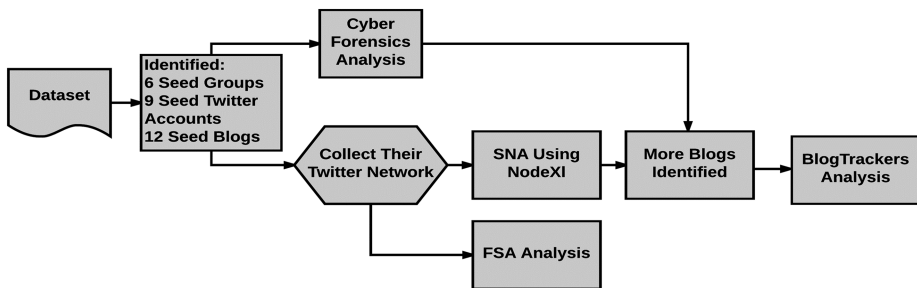 Dataset
Identified:
6 Seed Groups
9 Seed Twitter
Accounts
12 Seed Blogs
Cyber
Forensics
Analysis
Collect Their
Twitter Network
SNA Using
NodeXl
FSA Analysis
More Blogs
Identified
BlogTrackers
Analysis